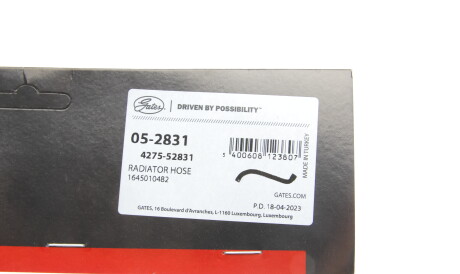 Gates
DRIVEN BY POSSIBILITY™
05-2831
4275-52831
RADIATOR HOSE
1645010482
5 400608 123807
MADE IN TURKEY
GATES.COM
P.D. 18-04-2023
GATES, 16 Boulevard d'Avranches, L-1160 Luxembourg, Luxembourg